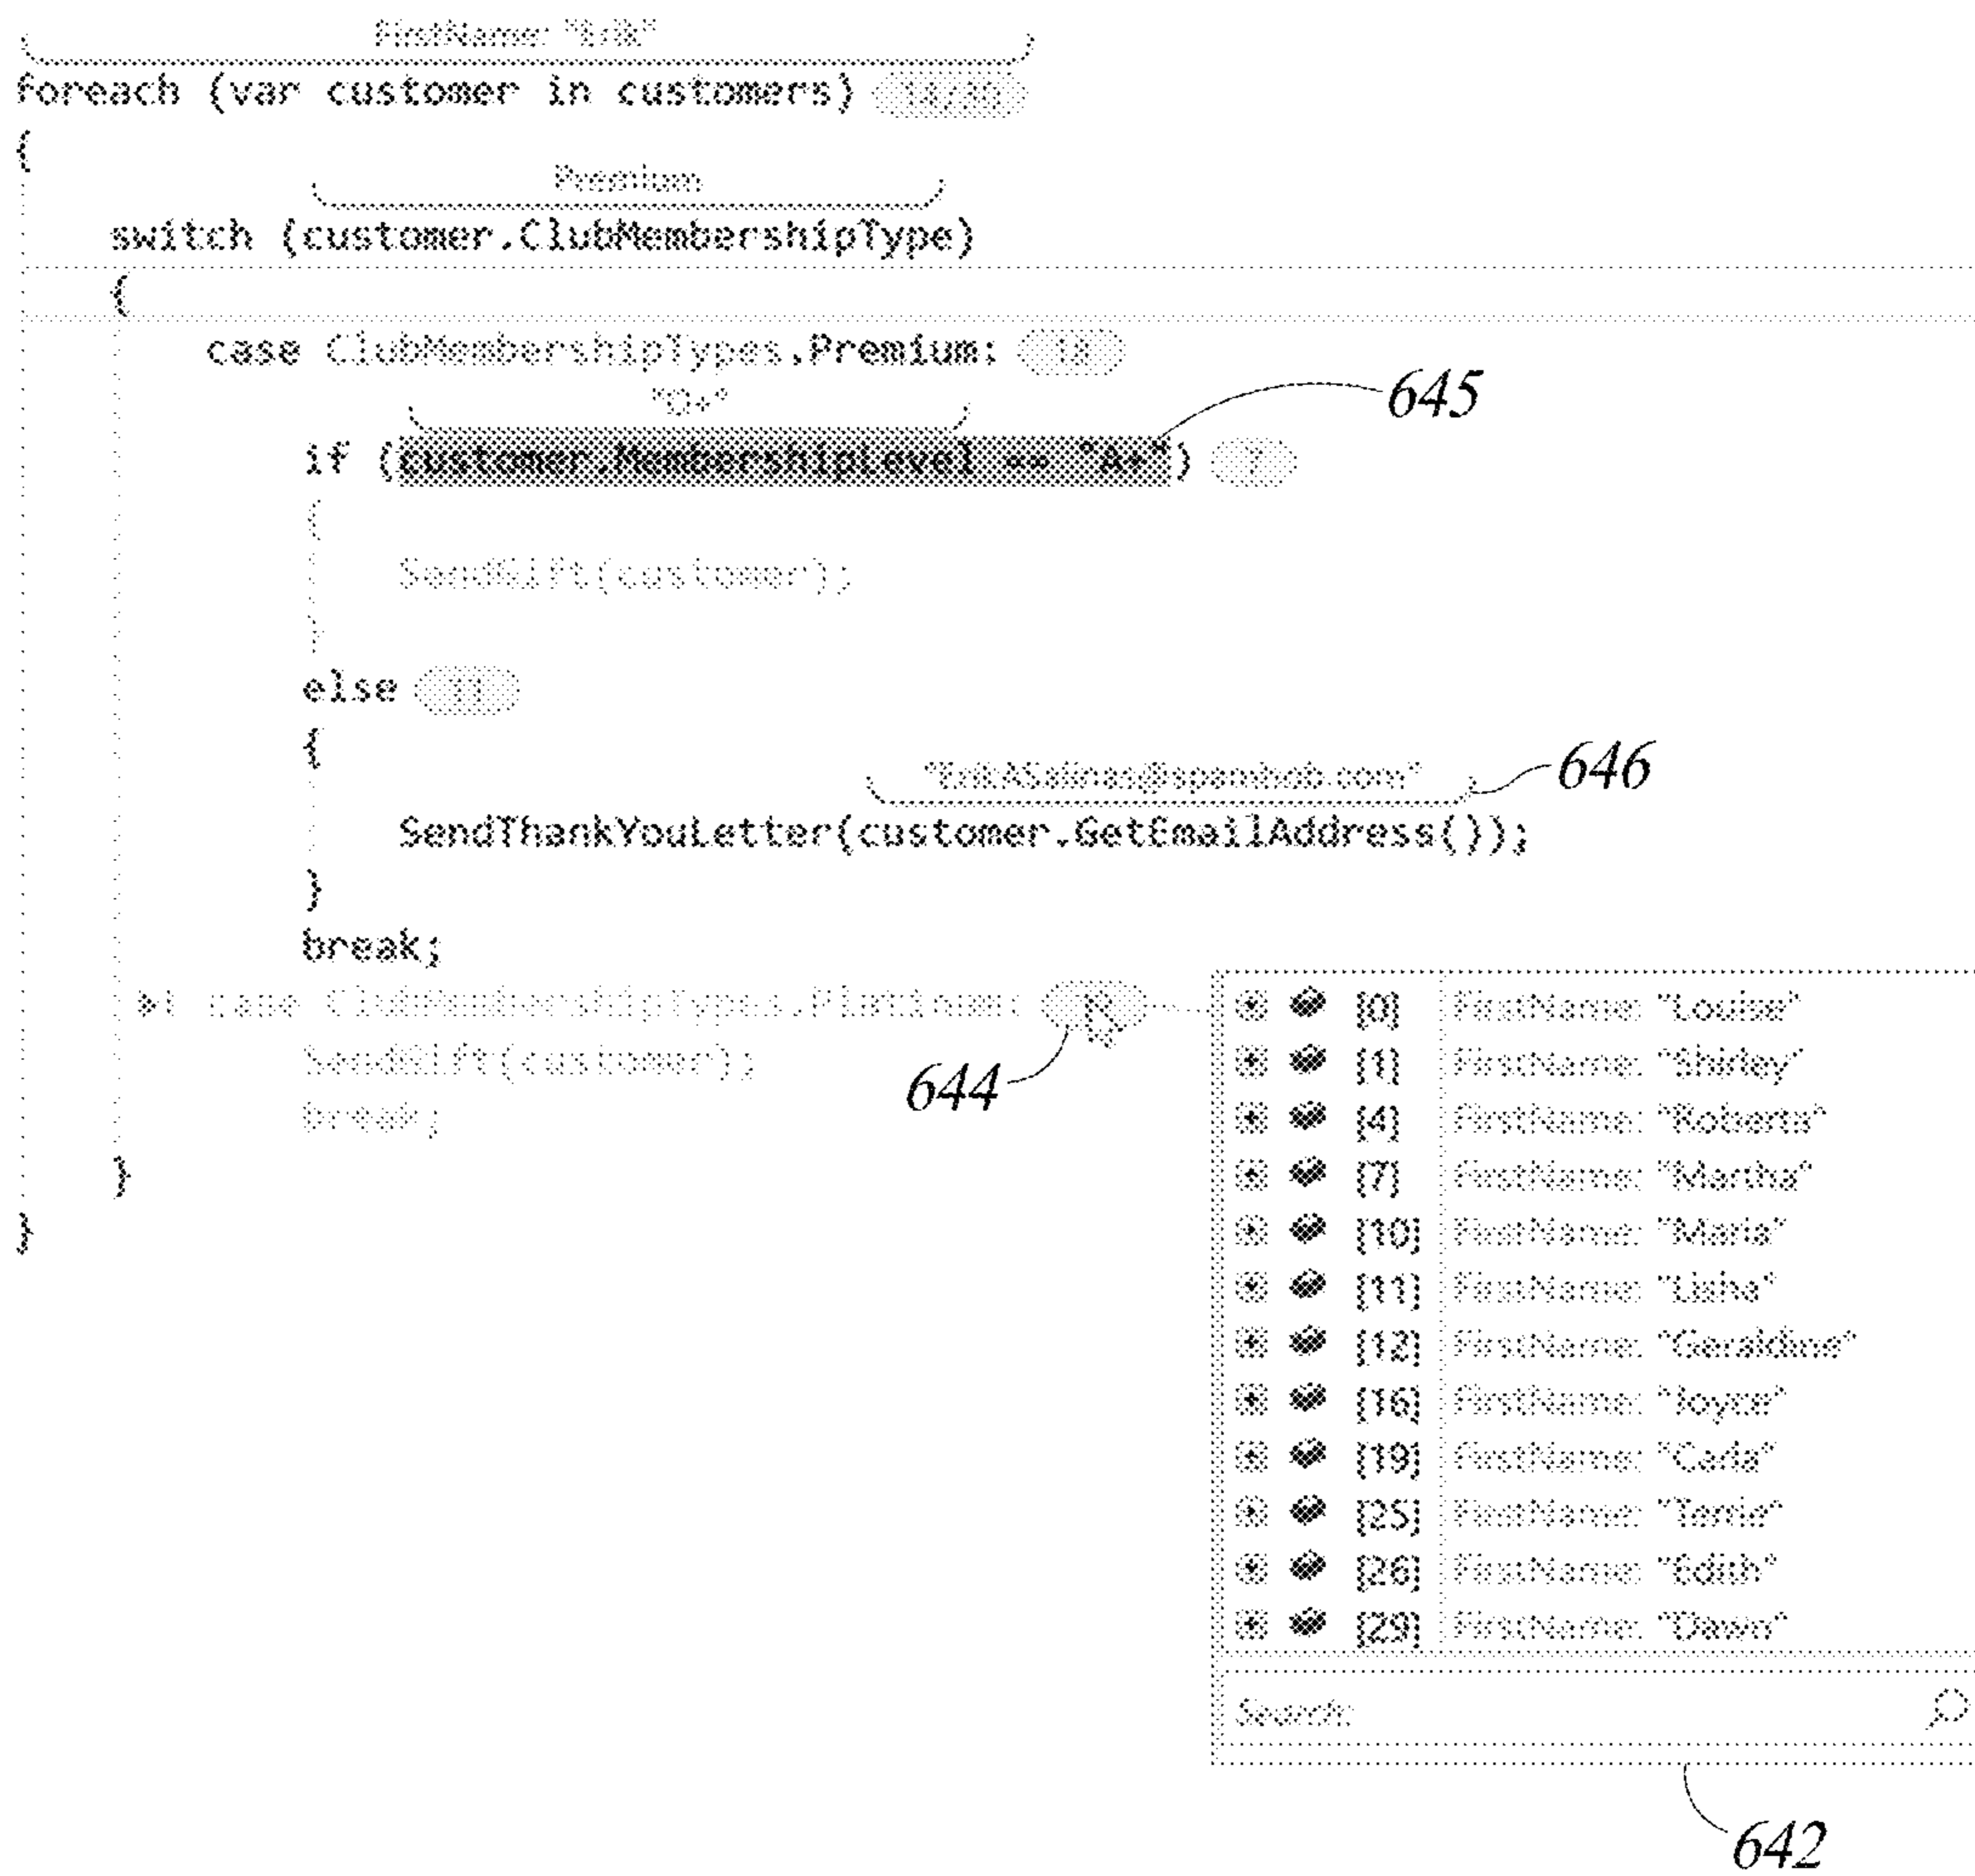 FirstName: "Erik"
foreach (var customer in customers)
{
Premium
switch (customer.ClubMembershipType)
{
case ClubMembershipTypes.Premium: 18
"O+"
645
if (customer.MembershipLevel == "A+") 7
{
SendGift(customer);
}
else 11
{
646
SendThankYouLetter(customer.GetEmailAddress());
}
break;
case ClubMembershipTypes.Platinum:
SendGift(customer);
break;
}
}
644
[0] FirstName: "Louise"
[1] FirstName: "Shirley"
[4] FirstName: "Roberta"
[7] FirstName: "Martha"
[10] FirstName: "Maria"
[11] FirstName: "Lisha"
[12] FirstName: "Geraldine"
[16] FirstName: "Joyce"
[19] FirstName: "Carla"
[25] FirstName: "Terrie"
[26] FirstName: "Edith"
[29] FirstName: "Dawn"
Search:
642